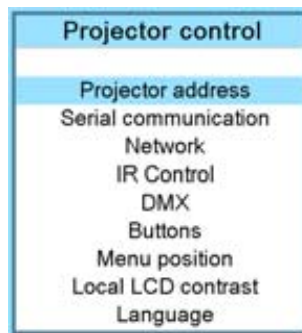 Projector control
Projector address
Serial communication
Network
IR Control
DMX
Buttons
Menu position
Local LCD contrast
Language